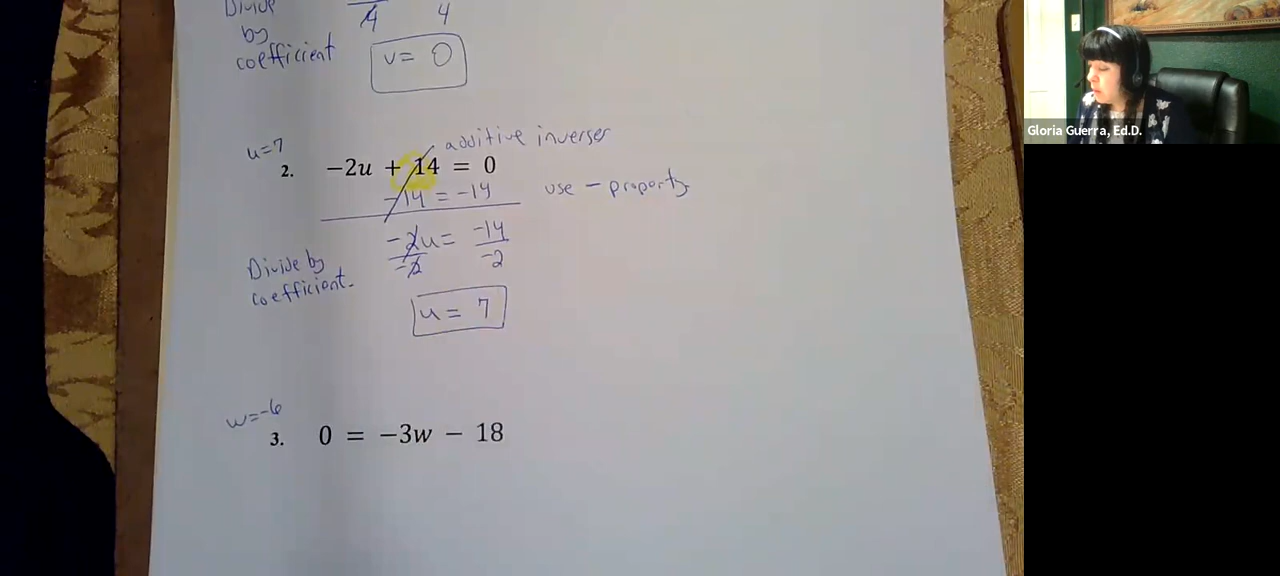 Divide
4 4
by
coefficient
v = 0
u=7
additive inverses
2. −2u + 14 = 0
-14 = -14
use - property
-2u = -14
-2 -2
Divide by
coefficient.
u = 7
w=-6
3. 0 = −3w − 18
Gloria Guerra, Ed.D.